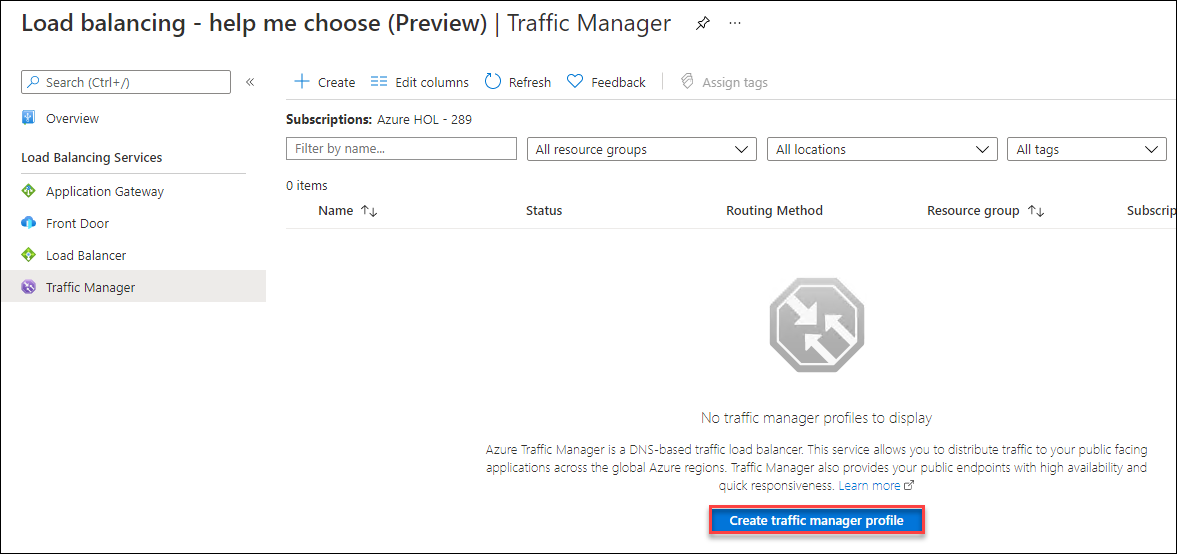 Load balancing - help me choose (Preview) | Traffic Manager ...
Search (Ctrl+/) «
Overview
Load Balancing Services
Application Gateway
Front Door
Load Balancer
Traffic Manager
Create Edit columns Refresh Feedback Assign tags
Subscriptions: Azure HOL - 289
Filter by name... All resource groups All locations All tags
0 items
Name ↑↓ Status Routing Method Resource group ↑↓ Subscrip
No traffic manager profiles to display
Azure Traffic Manager is a DNS-based traffic load balancer. This service allows you to distribute traffic to your public facing
applications across the global Azure regions. Traffic Manager also provides your public endpoints with high availability and
quick responsiveness. Learn more
Create traffic manager profile